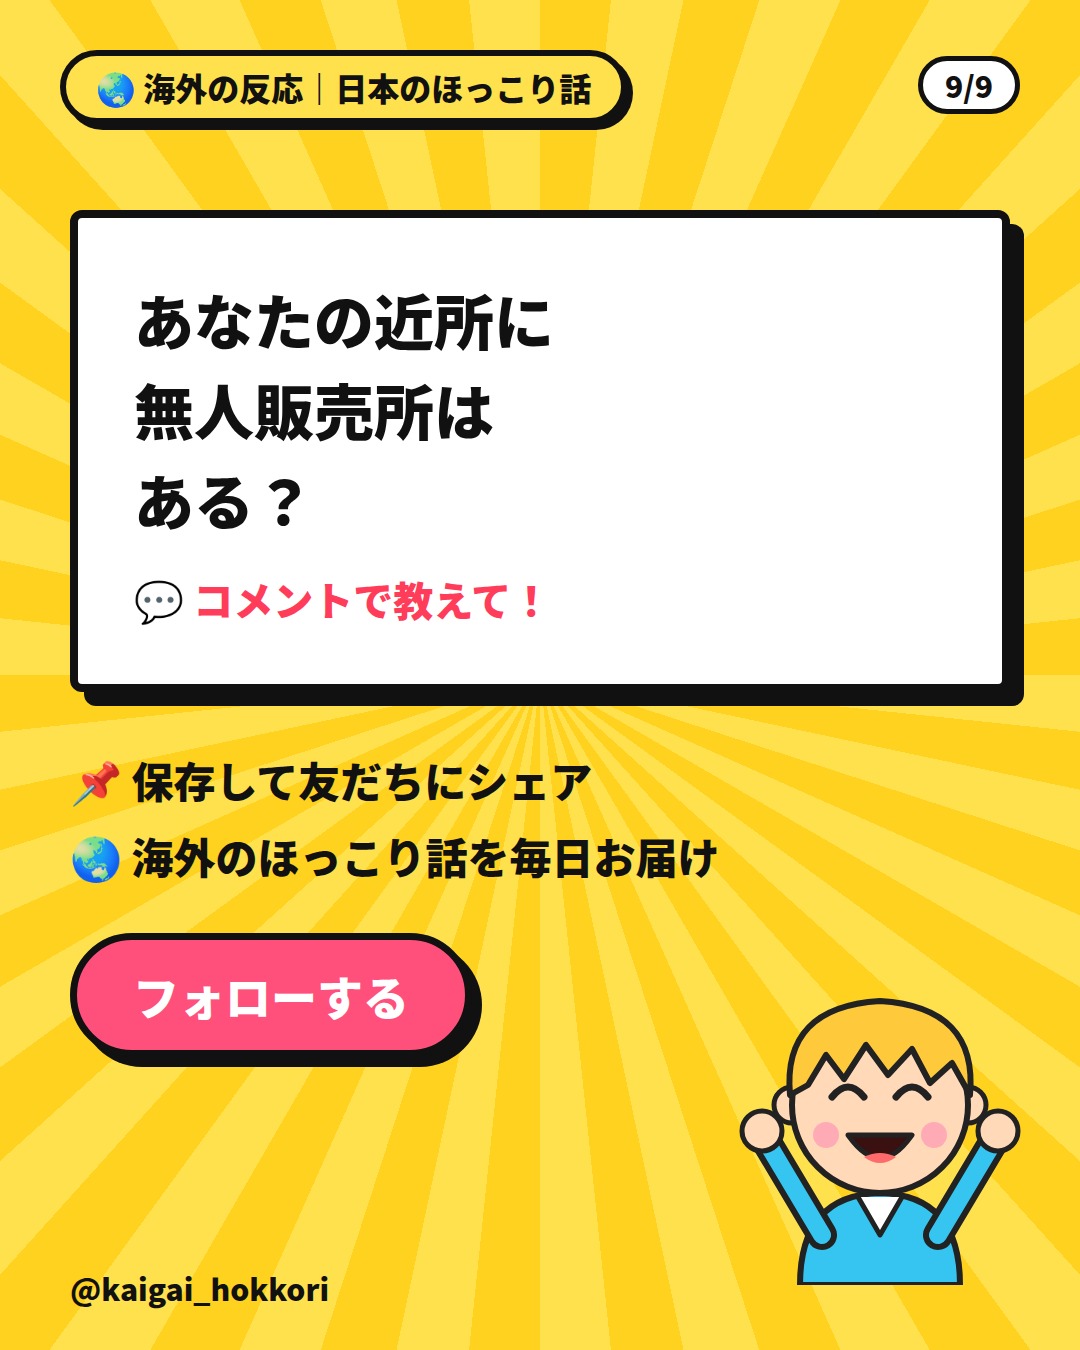 🌏 海外の反応｜日本のほっこり話
9/9
あなたの近所に
無人販売所は
ある？
💬 コメントで教えて！
📌 保存して友だちにシェア
🌏 海外のほっこり話を毎日お届け
フォローする
@kaigai_hokkori